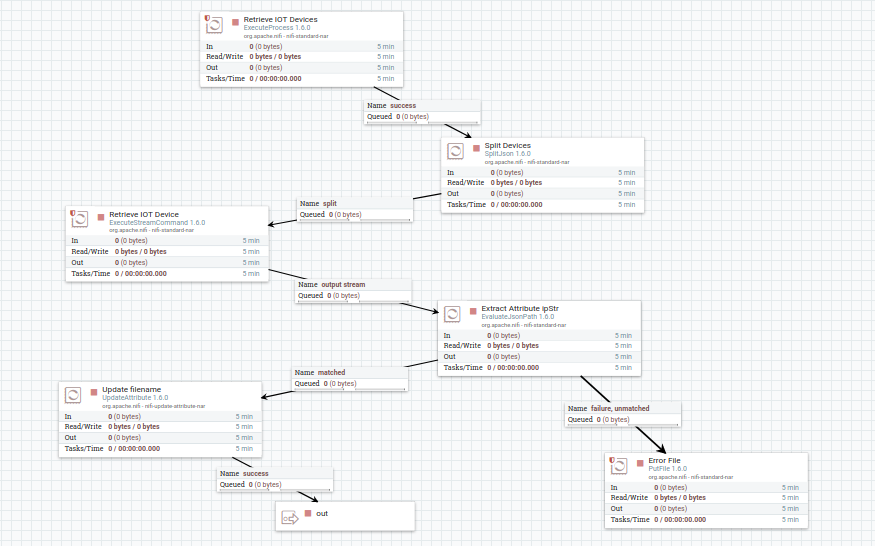 Retrieve IOT Devices
ExecuteProcess 1.6.0
org.apache.nifi - nifi-standard-nar
In 0 (0 bytes) 5 min
Read/Write 0 bytes / 0 bytes 5 min
Out 0 (0 bytes) 5 min
Tasks/Time 0 / 00:00:00.000 5 min
Name success
Queued 0 (0 bytes)
Split Devices
SplitJson 1.6.0
org.apache.nifi - nifi-standard-nar
In 0 (0 bytes) 5 min
Read/Write 0 bytes / 0 bytes 5 min
Out 0 (0 bytes) 5 min
Tasks/Time 0 / 00:00:00.000 5 min
Name split
Queued 0 (0 bytes)
Retrieve IOT Device
ExecuteStreamCommand 1.6.0
org.apache.nifi - nifi-standard-nar
In 0 (0 bytes) 5 min
Read/Write 0 bytes / 0 bytes 5 min
Out 0 (0 bytes) 5 min
Tasks/Time 0 / 00:00:00.000 5 min
Name output stream
Queued 0 (0 bytes)
Extract Attribute ipStr
EvaluateJsonPath 1.6.0
org.apache.nifi - nifi-standard-nar
In 0 (0 bytes) 5 min
Read/Write 0 bytes / 0 bytes 5 min
Out 0 (0 bytes) 5 min
Tasks/Time 0 / 00:00:00.000 5 min
Name matched
Queued 0 (0 bytes)
Update filename
UpdateAttribute 1.6.0
org.apache.nifi - nifi-update-attribute-nar
In 0 (0 bytes) 5 min
Read/Write 0 bytes / 0 bytes 5 min
Out 0 (0 bytes) 5 min
Tasks/Time 0 / 00:00:00.000 5 min
Name failure, unmatched
Queued 0 (0 bytes)
Error File
PutFile 1.6.0
org.apache.nifi - nifi-standard-nar
In 0 (0 bytes) 5 min
Read/Write 0 bytes / 0 bytes 5 min
Out 0 (0 bytes) 5 min
Tasks/Time 0 / 00:00:00.000 5 min
Name success
Queued 0 (0 bytes)
out